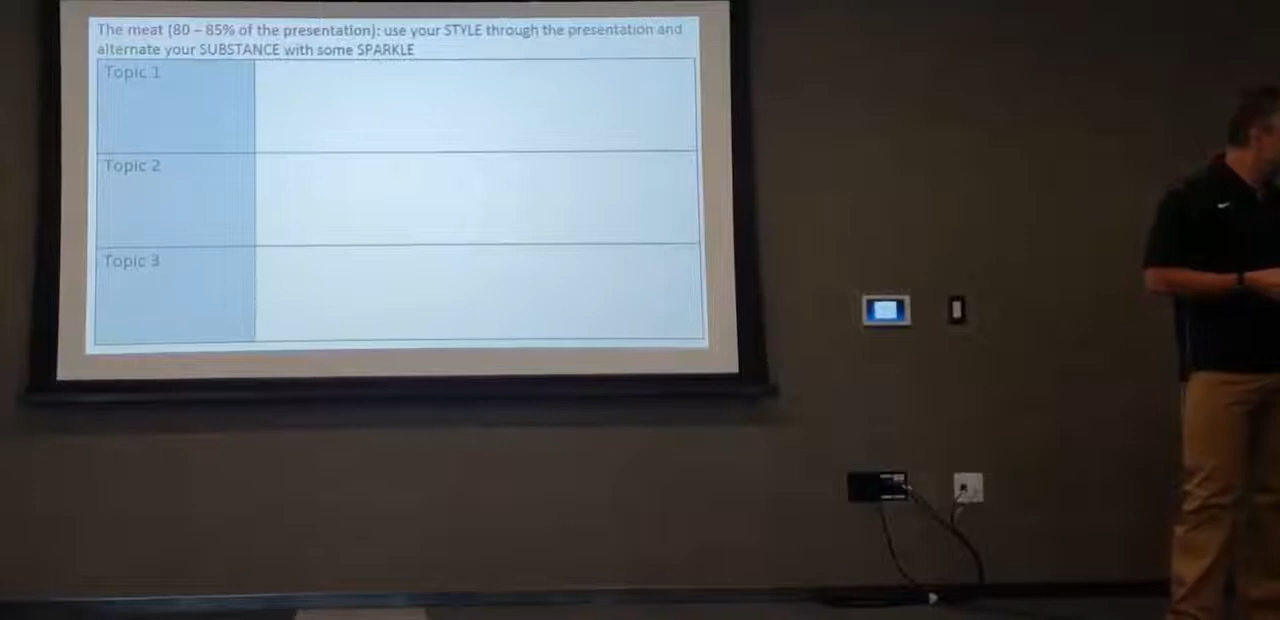 The meat (80 – 85% of the presentation): use your STYLE through the presentation and
alternate your SUBSTANCE with some SPARKLE
Topic 1
Topic 2
Topic 3